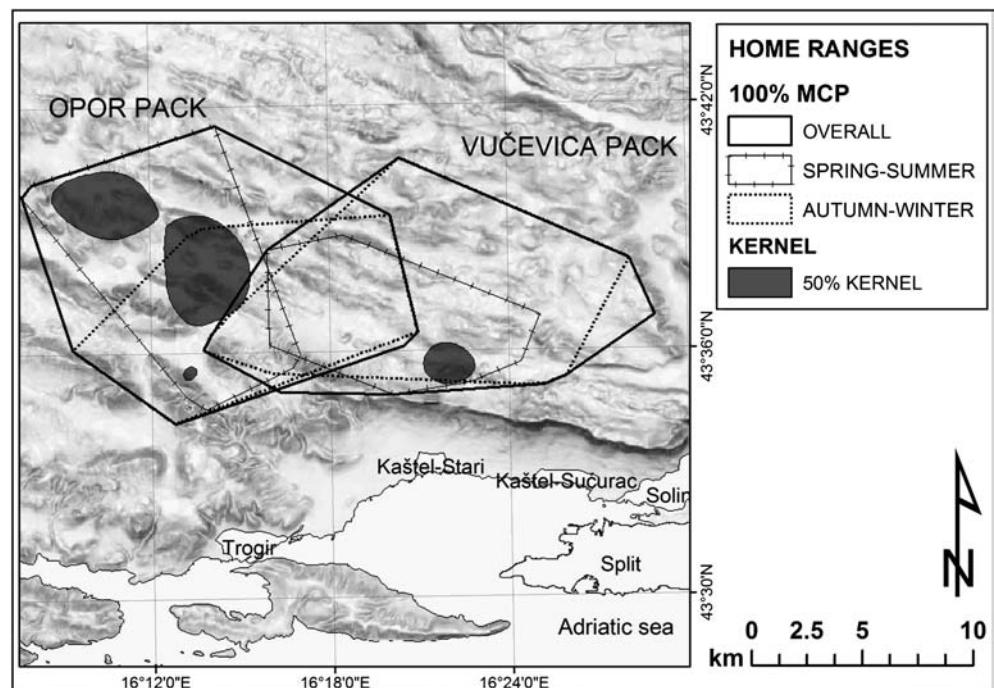 OPOR PACK
VUČEVICA PACK
Kaštel-Stari
Kaštel-Sućurac
Solin
Trogir
Split
Adriatic sea
43°42'0"N
43°36'0"N
43°30'0"N
16°12'0"E
16°18'0"E
16°24'0"E
HOME RANGES
100% MCP
OVERALL
SPRING-SUMMER
AUTUMN-WINTER
KERNEL
50% KERNEL
N
0 2.5 5 10
km